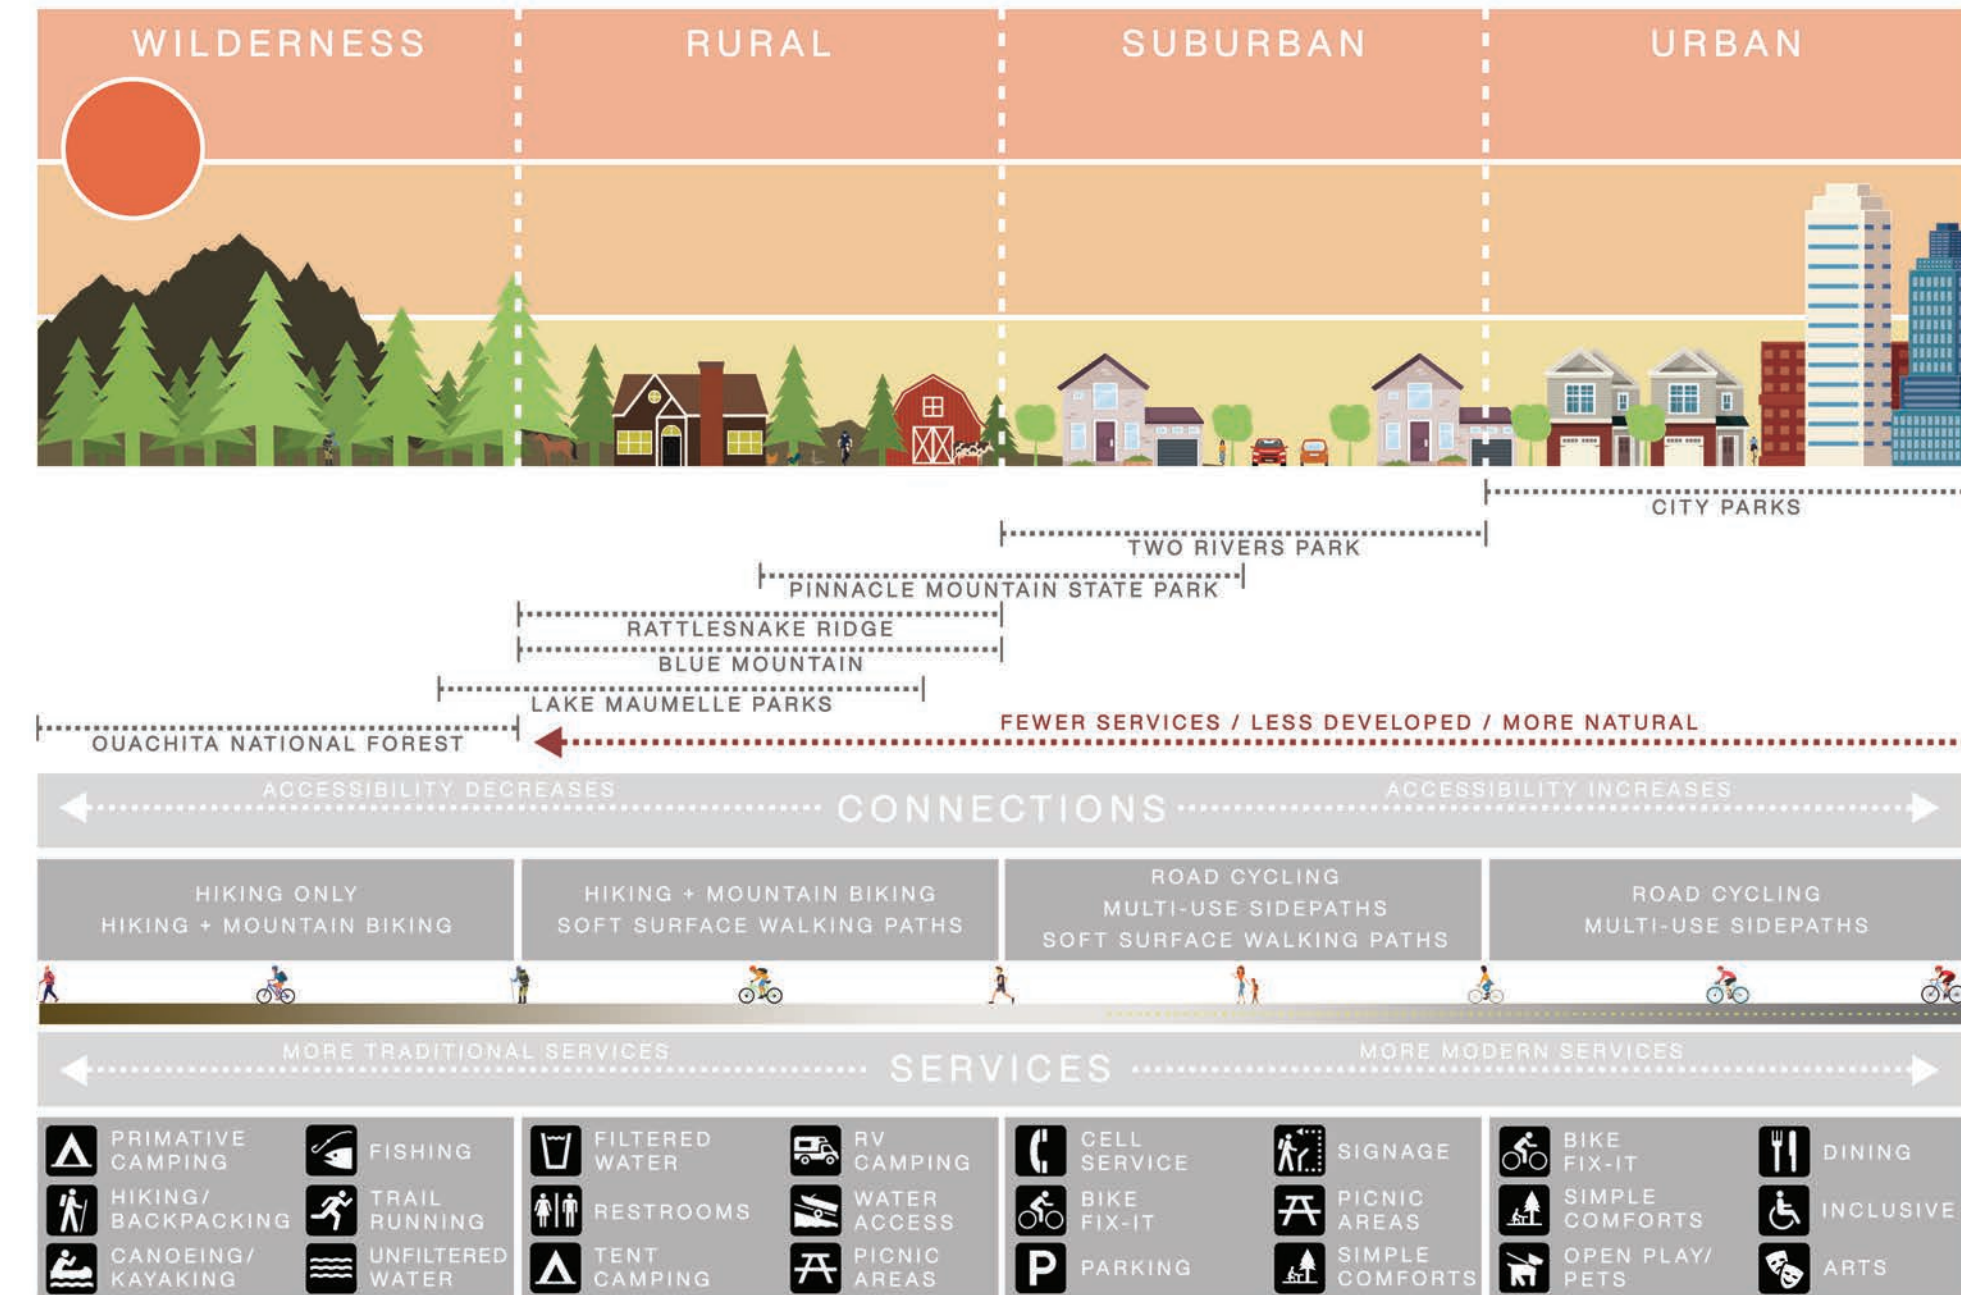 WILDERNESS
RURAL
SUBURBAN
URBAN
CITY PARKS
TWO RIVERS PARK
PINNACLE MOUNTAIN STATE PARK
RATTLESNAKE RIDGE
BLUE MOUNTAIN
LAKE MAUMELLE PARKS
OUACHITA NATIONAL FOREST
FEWER SERVICES / LESS DEVELOPED / MORE NATURAL
ACCESSIBILITY DECREASES
CONNECTIONS
ACCESSIBILITY INCREASES
HIKING ONLY
HIKING + MOUNTAIN BIKING
HIKING + MOUNTAIN BIKING
SOFT SURFACE WALKING PATHS
ROAD CYCLING
MULTI-USE SIDEPATHS
SOFT SURFACE WALKING PATHS
ROAD CYCLING
MULTI-USE SIDEPATHS
MORE TRADITIONAL SERVICES
SERVICES
MORE MODERN SERVICES
PRIMATIVE
CAMPING
HIKING/
BACKPACKING
CANOEING/
KAYAKING
FISHING
TRAIL
RUNNING
UNFILTERED
WATER
FILTERED
WATER
RESTROOMS
TENT
CAMPING
RV
CAMPING
WATER
ACCESS
PICNIC
AREAS
CELL
SERVICE
BIKE
FIX-IT
P
PARKING
SIGNAGE
PICNIC
AREAS
SIMPLE
COMFORTS
BIKE
FIX-IT
SIMPLE
COMFORTS
OPEN PLAY/
PETS
DINING
INCLUSIVE
ARTS